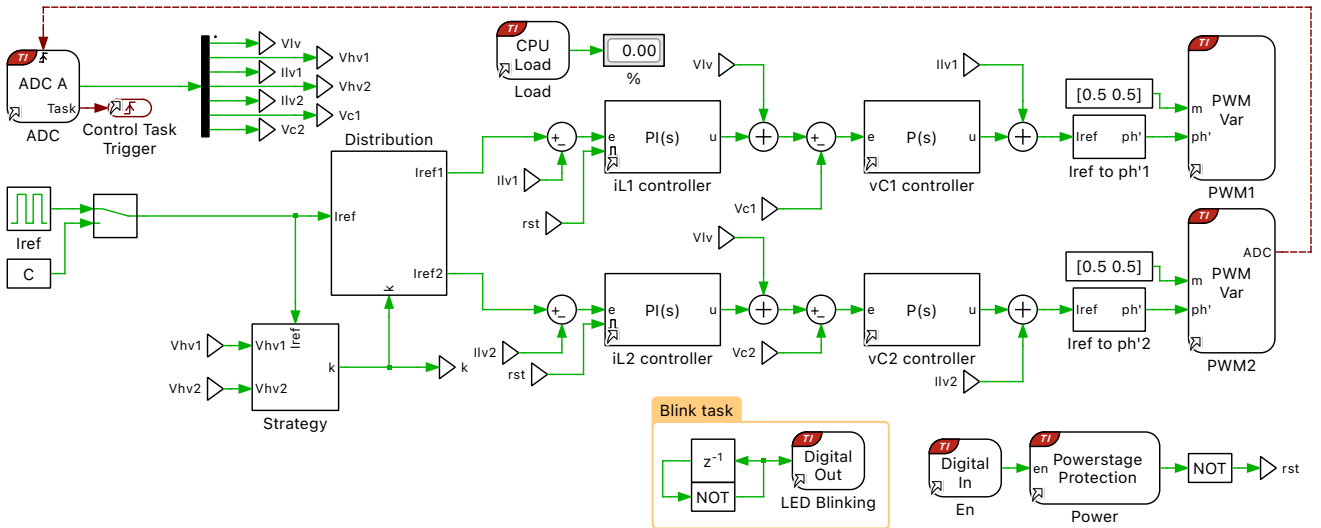 TI
ADC A
Task
ADC
Control Task
Trigger
Vlv
Vhv1
Ilv1
Vhv2
Ilv2
Vc1
Vc2
TI
CPU
Load
Load
0.00
%
Distribution
Iref
Iref1
Iref2
k
Iref
C
Vhv1
Vhv2
Iref
Vhv1
Vhv2
k
Strategy
k
+
−
Ilv1
rst
e
PI(s)
u
iL1 controller
Vlv
+
+
−
Vc1
e
P(s)
u
vC1 controller
Ilv1
+
[0.5 0.5]
Iref
ph'
Iref to ph'1
TI
m
ph'
PWM
Var
PWM1
+
−
Ilv2
rst
e
PI(s)
u
iL2 controller
Vlv
+
+
−
Vc2
e
P(s)
u
vC2 controller
Ilv2
+
[0.5 0.5]
Iref
ph'
Iref to ph'2
TI
ADC
m
ph'
PWM
Var
PWM2
Blink task
z-1
NOT
TI
Digital
Out
LED Blinking
TI
Digital
In
En
TI
en
Powerstage
Protection
Power
NOT
rst